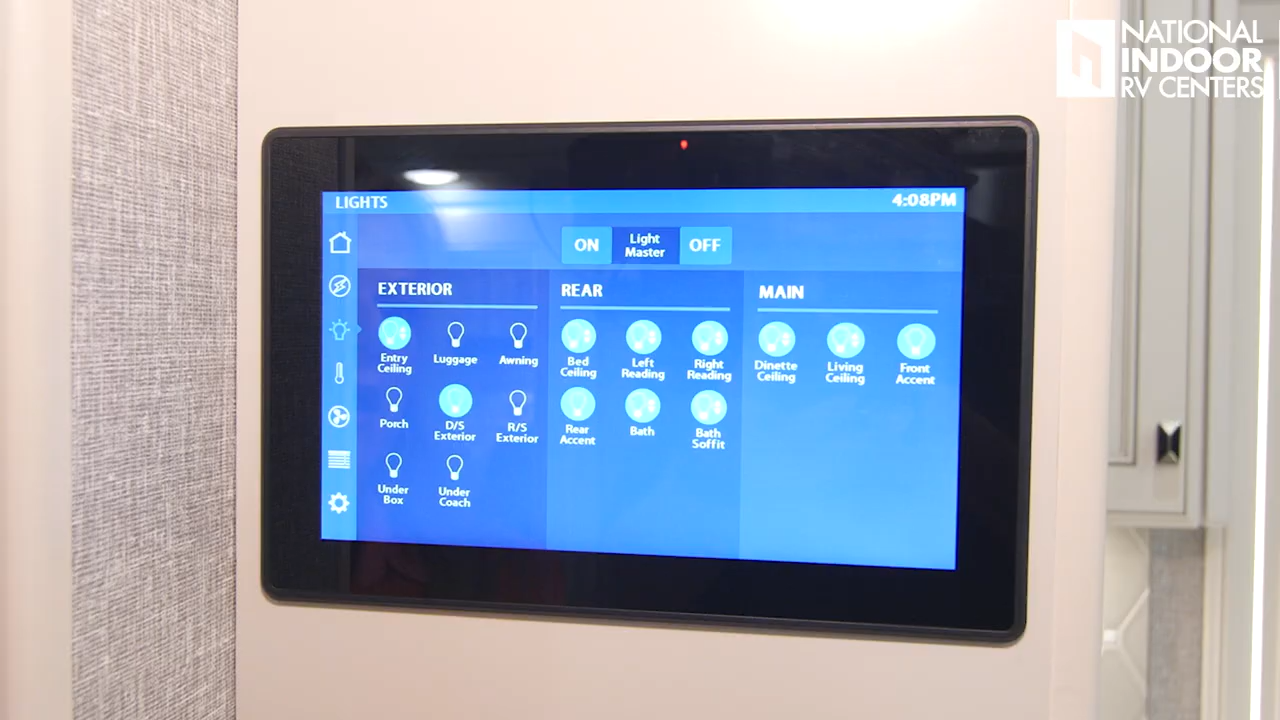 NATIONAL
INDOOR
RV CENTERS
LIGHTS
4:08PM
ON
Light
Master
OFF
EXTERIOR
Entry
Ceiling
Luggage
Awning
Porch
D/S
Exterior
R/S
Exterior
Under
Box
Under
Coach
REAR
Bed
Ceiling
Left
Reading
Right
Reading
Rear
Accent
Bath
Bath
Soffit
MAIN
Dinette
Ceiling
Living
Ceiling
Front
Accent